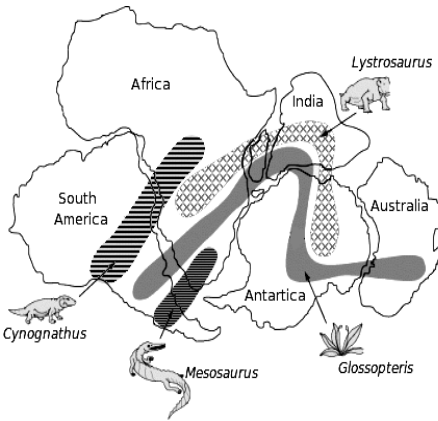 Lystrosaurus
Africa
India
South
America
Australia
Antartica
Cynognathus
Mesosaurus
Glossopteris